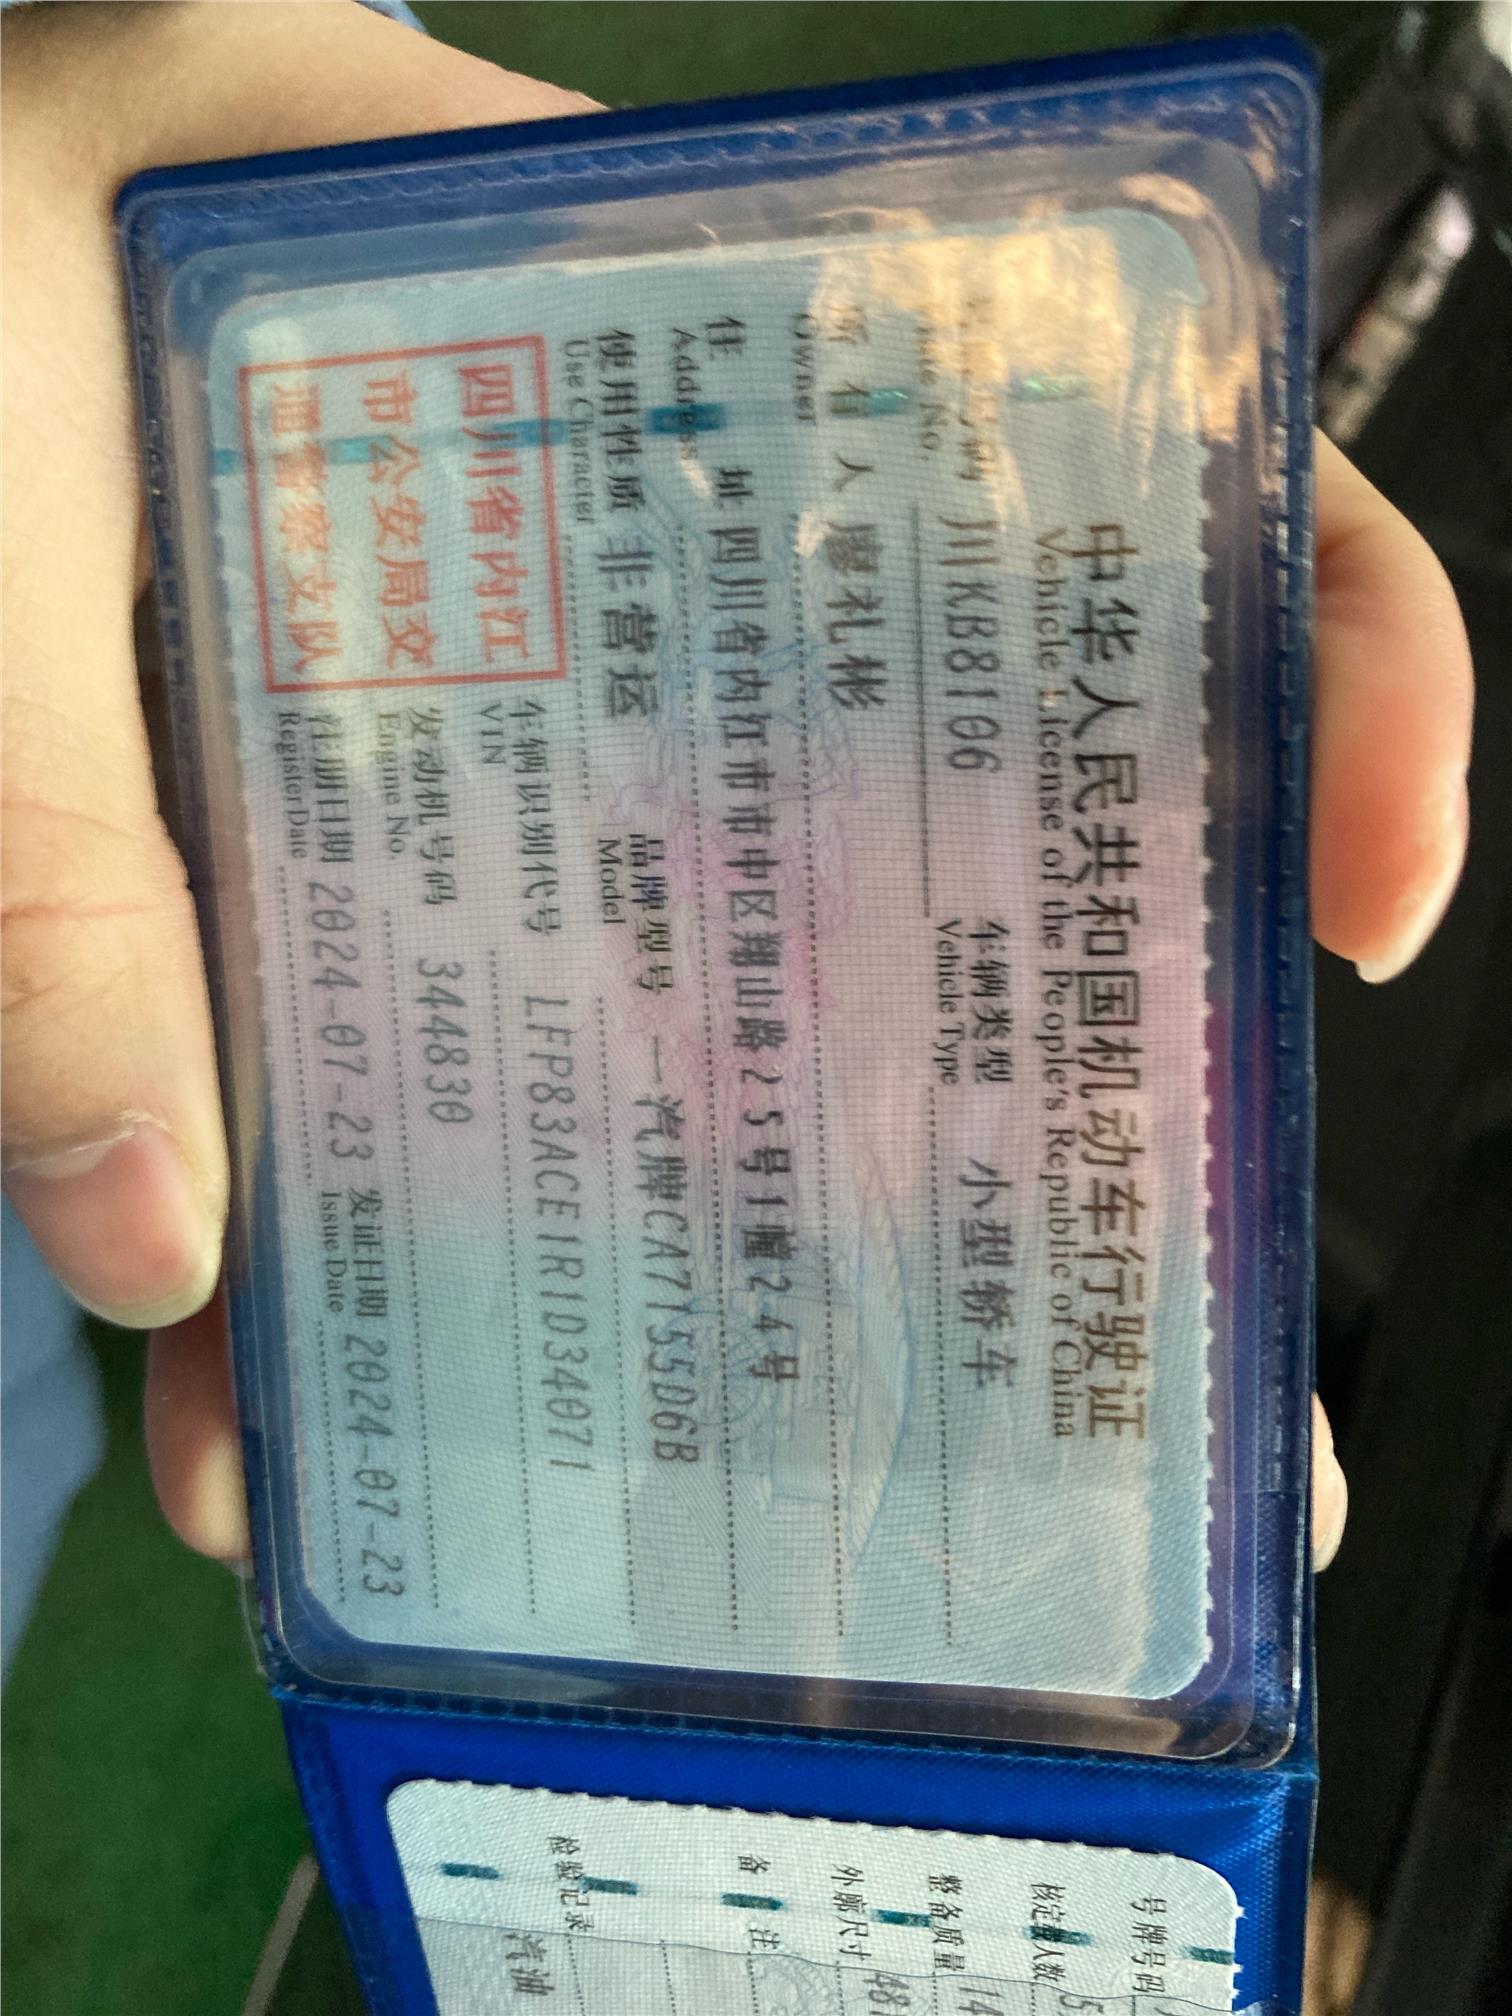 中华人民共和国机动车行驶证
Vehicle License of the People's Republic of China
号码 川KB8106 车辆类型 小型轿车
No. Vehicle Type
所有人 廖礼彬
Owner
住址 四川省内江市市中区翔山路25号1幢24号
Address
使用性质 非营运 品牌型号 一汽牌CA7155D6B
Use Character Model
四川省内江
市公安局交
通警察支队
车辆识别代号 LFP83ACE1R1D34071
VIN
发动机号码 344830
Engine No.
注册日期 2024-07-23 发证日期 2024-07-23
Register Date Issue Date
号牌号码
核定载人数 5
整备质量 14
外廓尺寸 481
备注
检验记录
汽油